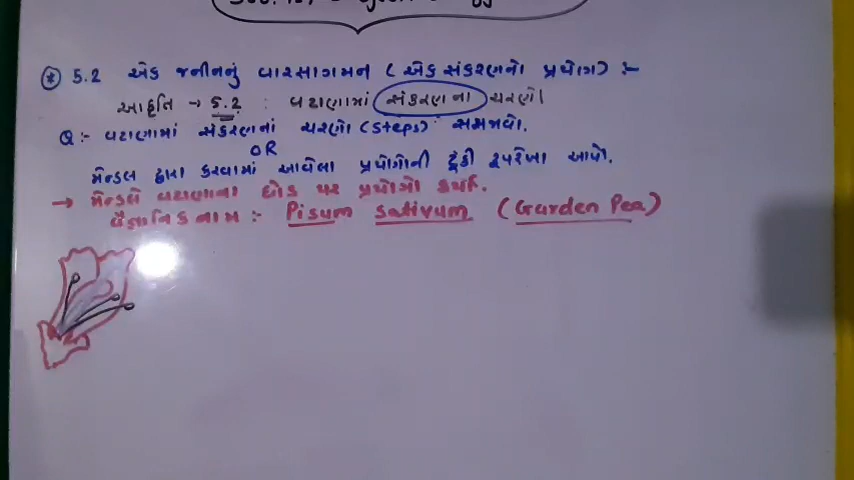 * 5.2 એક જનીનનું વારસાગમન (એક સંકરણનો પ્રયોગ) :-
આકૃતિ → 5.2 : વટાણામાં સંકરણના ચરણો।
Q:- વટાણામાં સંકરણનાં ચરણો (Steps) સમજાવો.
OR
મેન્ડલ દ્વારા કરવામાં આવેલા પ્રયોગોની ટૂંકી રૂપરેખા આપો.
→ મેન્ડલે વટાણાના છોડ પર પ્રયોગો કર્યા.
વૈજ્ઞાનિક નામ :- Pisum Sativum (Garden Pea)